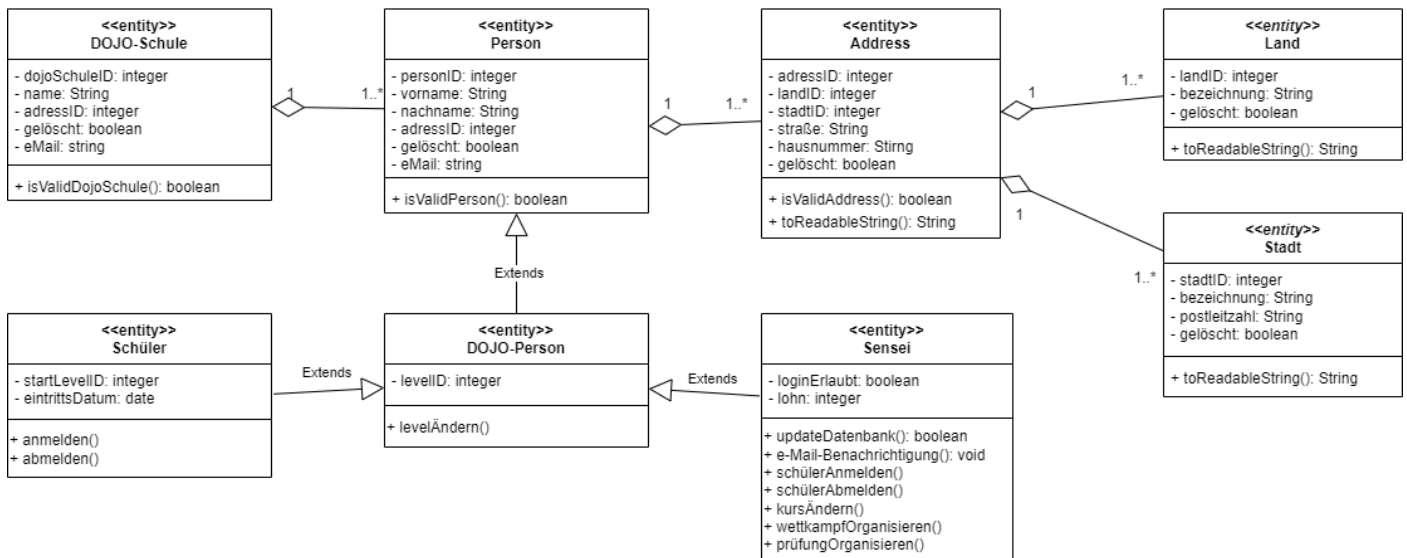 <<entity>>
DOJO-Schule
- dojoSchuleID: integer
- name: String
- adressID: integer
- gelöscht: boolean
- eMail: string
+ isValidDojoSchule(): boolean
1
1..*
<<entity>>
Person
- personID: integer
- vorname: String
- nachname: String
- adressID: integer
- gelöscht: boolean
- eMail: string
+ isValidPerson(): boolean
1
1..*
<<entity>>
Address
- adressID: integer
- landID: integer
- stadtID: integer
- straße: String
- hausnummer: Stirng
- gelöscht: boolean
+ isValidAddress(): boolean
+ toReadableString(): String
1
1..*
<<entity>>
Land
- landID: integer
- bezeichnung: String
- gelöscht: boolean
+ toReadableString(): String
1
1..*
<<entity>>
Stadt
- stadtID: integer
- bezeichnung: String
- postleitzahl: String
- gelöscht: boolean
+ toReadableString(): String
Extends
<<entity>>
Schüler
- startLevelID: integer
- eintrittsDatum: date
+ anmelden()
+ abmelden()
Extends
<<entity>>
DOJO-Person
- levelID: integer
+ levelÄndern()
Extends
<<entity>>
Sensei
- loginErlaubt: boolean
- lohn: integer
+ updateDatenbank(): boolean
+ e-Mail-Benachrichtigung(): void
+ schülerAnmelden()
+ schülerAbmelden()
+ kursÄndern()
+ wettkampfOrganisieren()
+ prüfungOrganisieren()